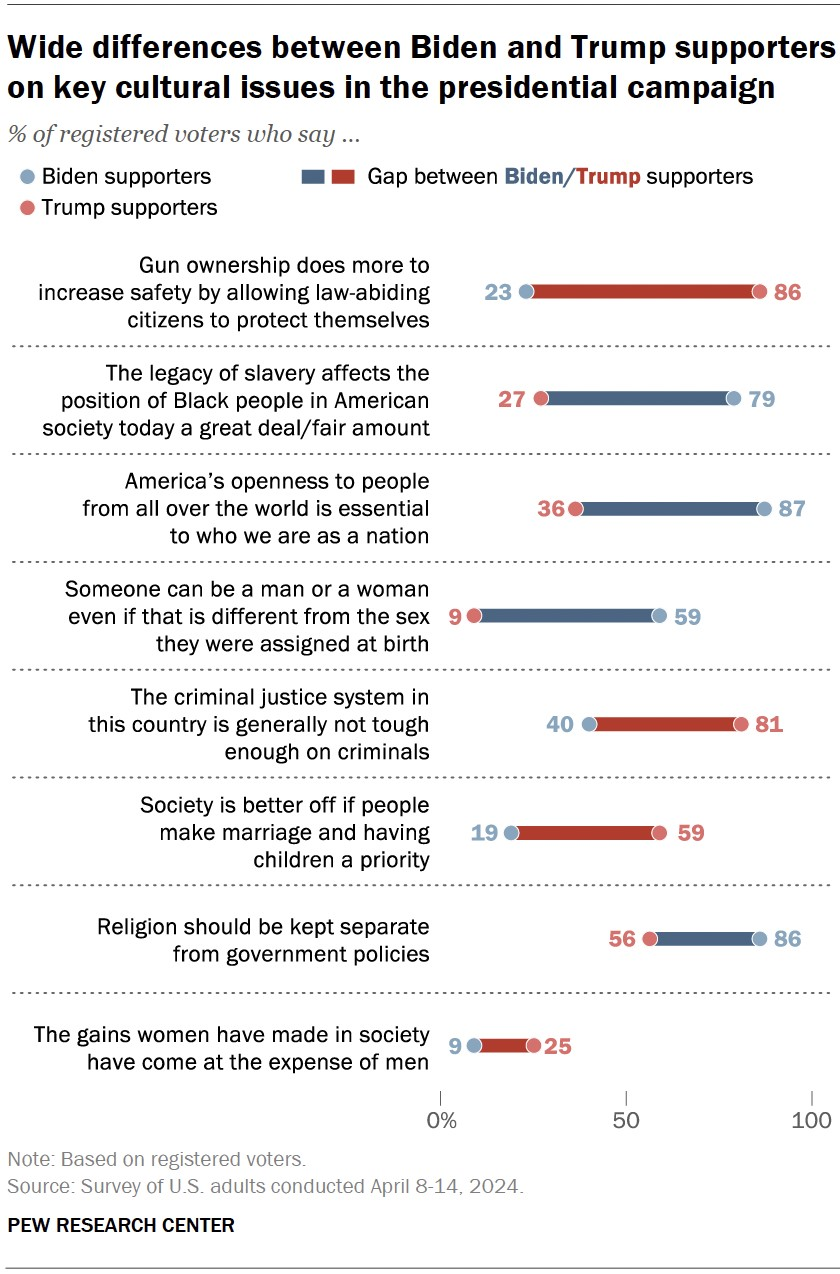 Wide differences between Biden and Trump supporters
on key cultural issues in the presidential campaign
% of registered voters who say ...
Biden supporters
Gap between Biden/Trump supporters
Trump supporters
Gun ownership does more to
increase safety by allowing law-abiding
citizens to protect themselves
23 86
The legacy of slavery affects the
position of Black people in American
society today a great deal/fair amount
27 79
America’s openness to people
from all over the world is essential
to who we are as a nation
36 87
Someone can be a man or a woman
even if that is different from the sex
they were assigned at birth
9 59
The criminal justice system in
this country is generally not tough
enough on criminals
40 81
Society is better off if people
make marriage and having
children a priority
19 59
Religion should be kept separate
from government policies
56 86
The gains women have made in society
have come at the expense of men
9 25
0% 50 100
Note: Based on registered voters.
Source: Survey of U.S. adults conducted April 8-14, 2024.
PEW RESEARCH CENTER